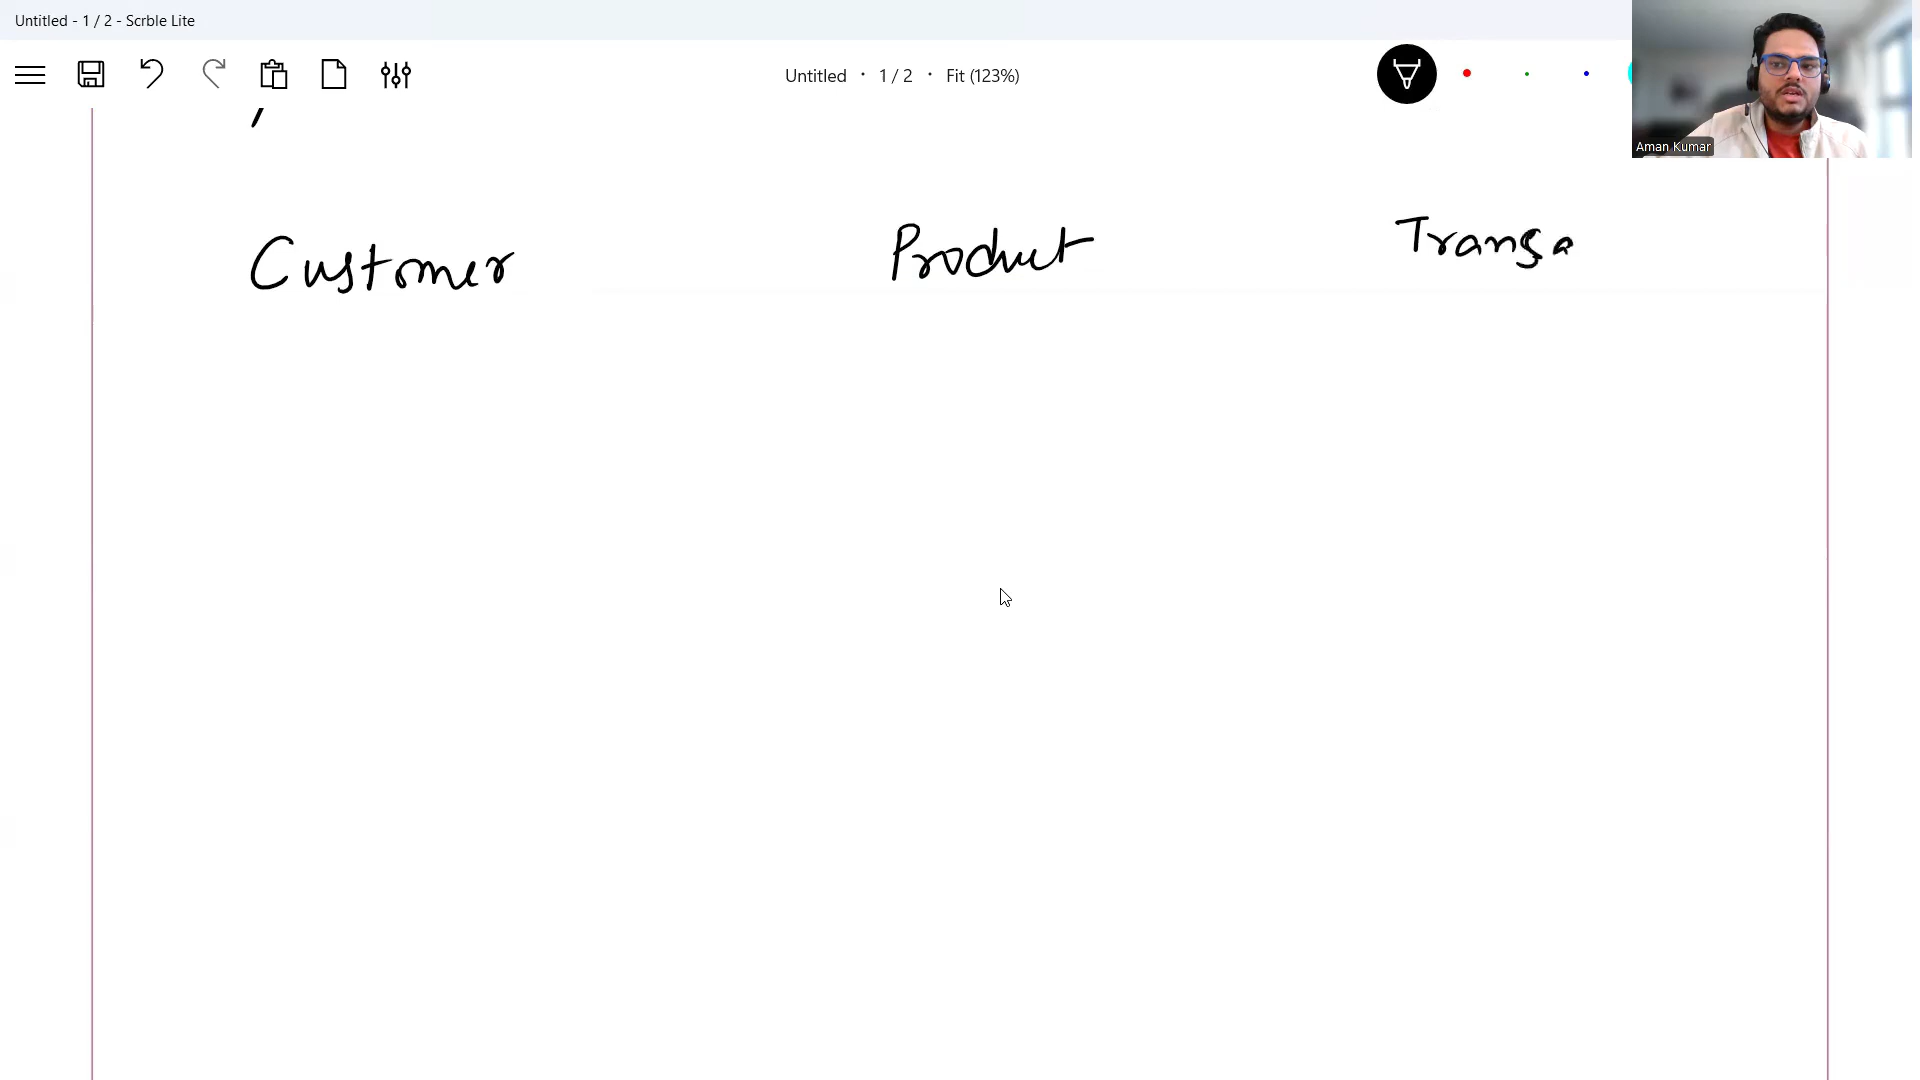 Untitled - 1 / 2 - Scrble Lite
Untitled • 1 / 2 • Fit (123%)
Aman Kumar
Customer Product Transa